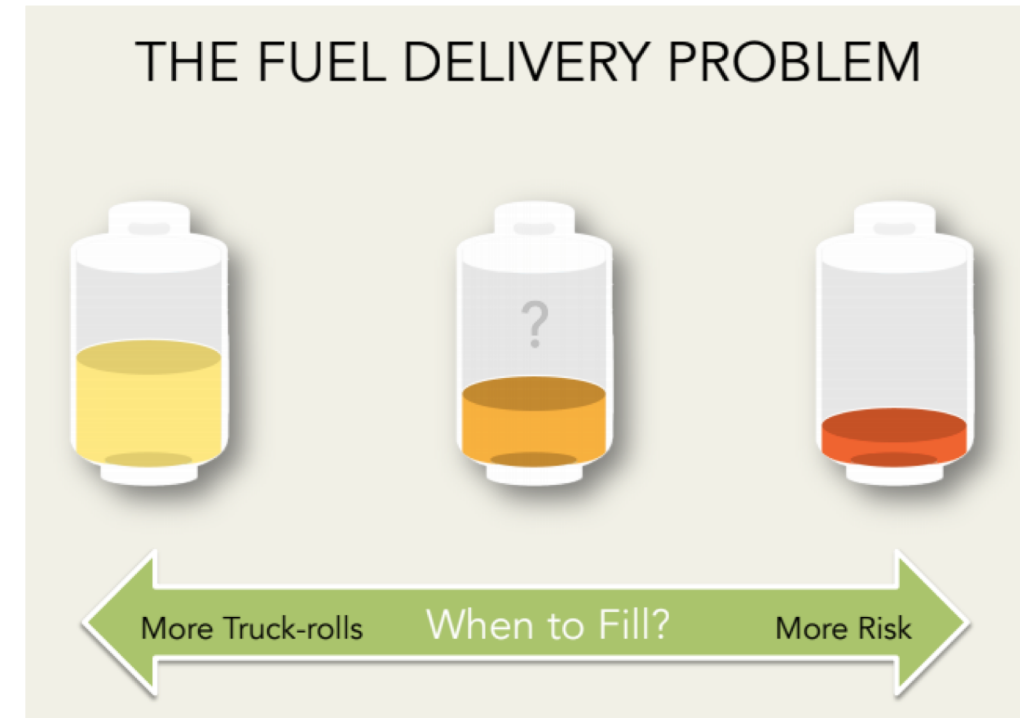 THE FUEL DELIVERY PROBLEM
?
More Truck-rolls When to Fill? More Risk